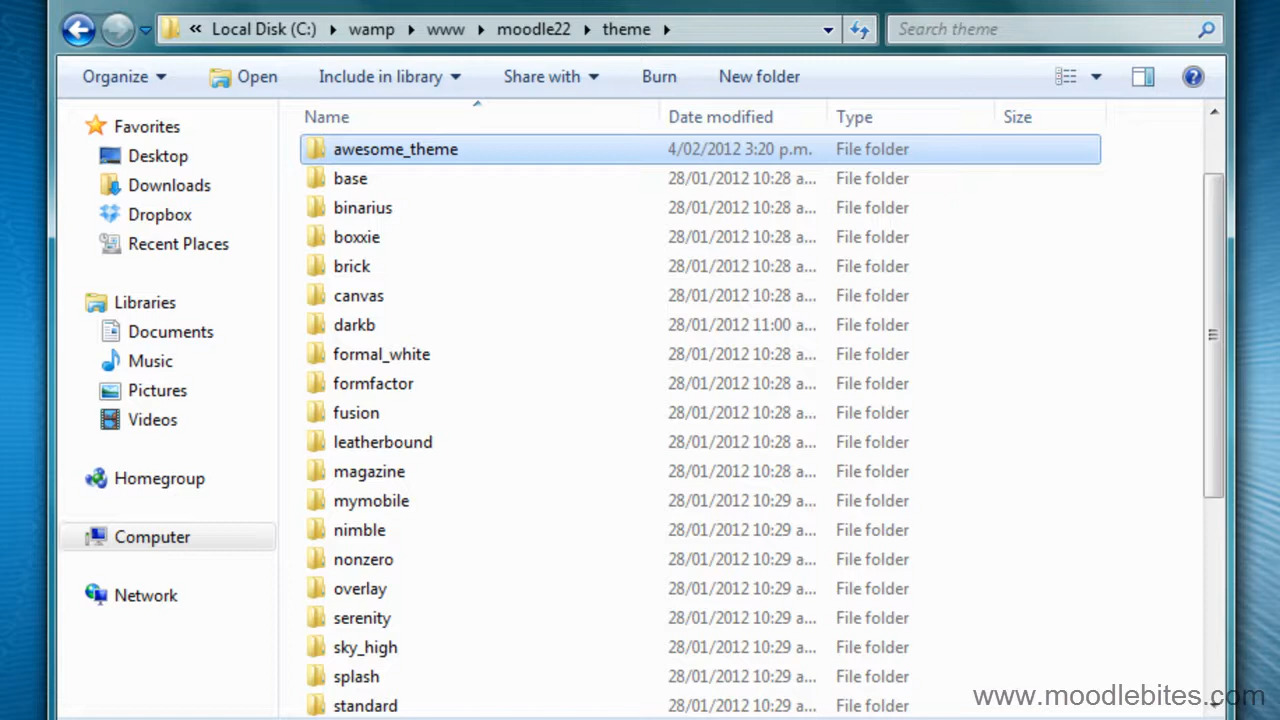 « Local Disk (C:) ▸ wamp ▸ www ▸ moodle22 ▸ theme ▸ Search theme
Organize Open Include in library Share with Burn New folder
Name Date modified Type Size
Favorites
Desktop
Downloads
Dropbox
Recent Places
Libraries
Documents
Music
Pictures
Videos
Homegroup
Computer
Network
awesome_theme 4/02/2012 3:20 p.m. File folder
base 28/01/2012 10:28 a... File folder
binarius 28/01/2012 10:28 a... File folder
boxxie 28/01/2012 10:28 a... File folder
brick 28/01/2012 10:28 a... File folder
canvas 28/01/2012 10:28 a... File folder
darkb 28/01/2012 11:00 a... File folder
formal_white 28/01/2012 10:28 a... File folder
formfactor 28/01/2012 10:28 a... File folder
fusion 28/01/2012 10:28 a... File folder
leatherbound 28/01/2012 10:28 a... File folder
magazine 28/01/2012 10:28 a... File folder
mymobile 28/01/2012 10:29 a... File folder
nimble 28/01/2012 10:29 a... File folder
nonzero 28/01/2012 10:29 a... File folder
overlay 28/01/2012 10:29 a... File folder
serenity 28/01/2012 10:29 a... File folder
sky_high 28/01/2012 10:29 a... File folder
splash 28/01/2012 10:29 a... File folder
standard 28/01/2012 10:29 a... File folder
www.moodlebites.com